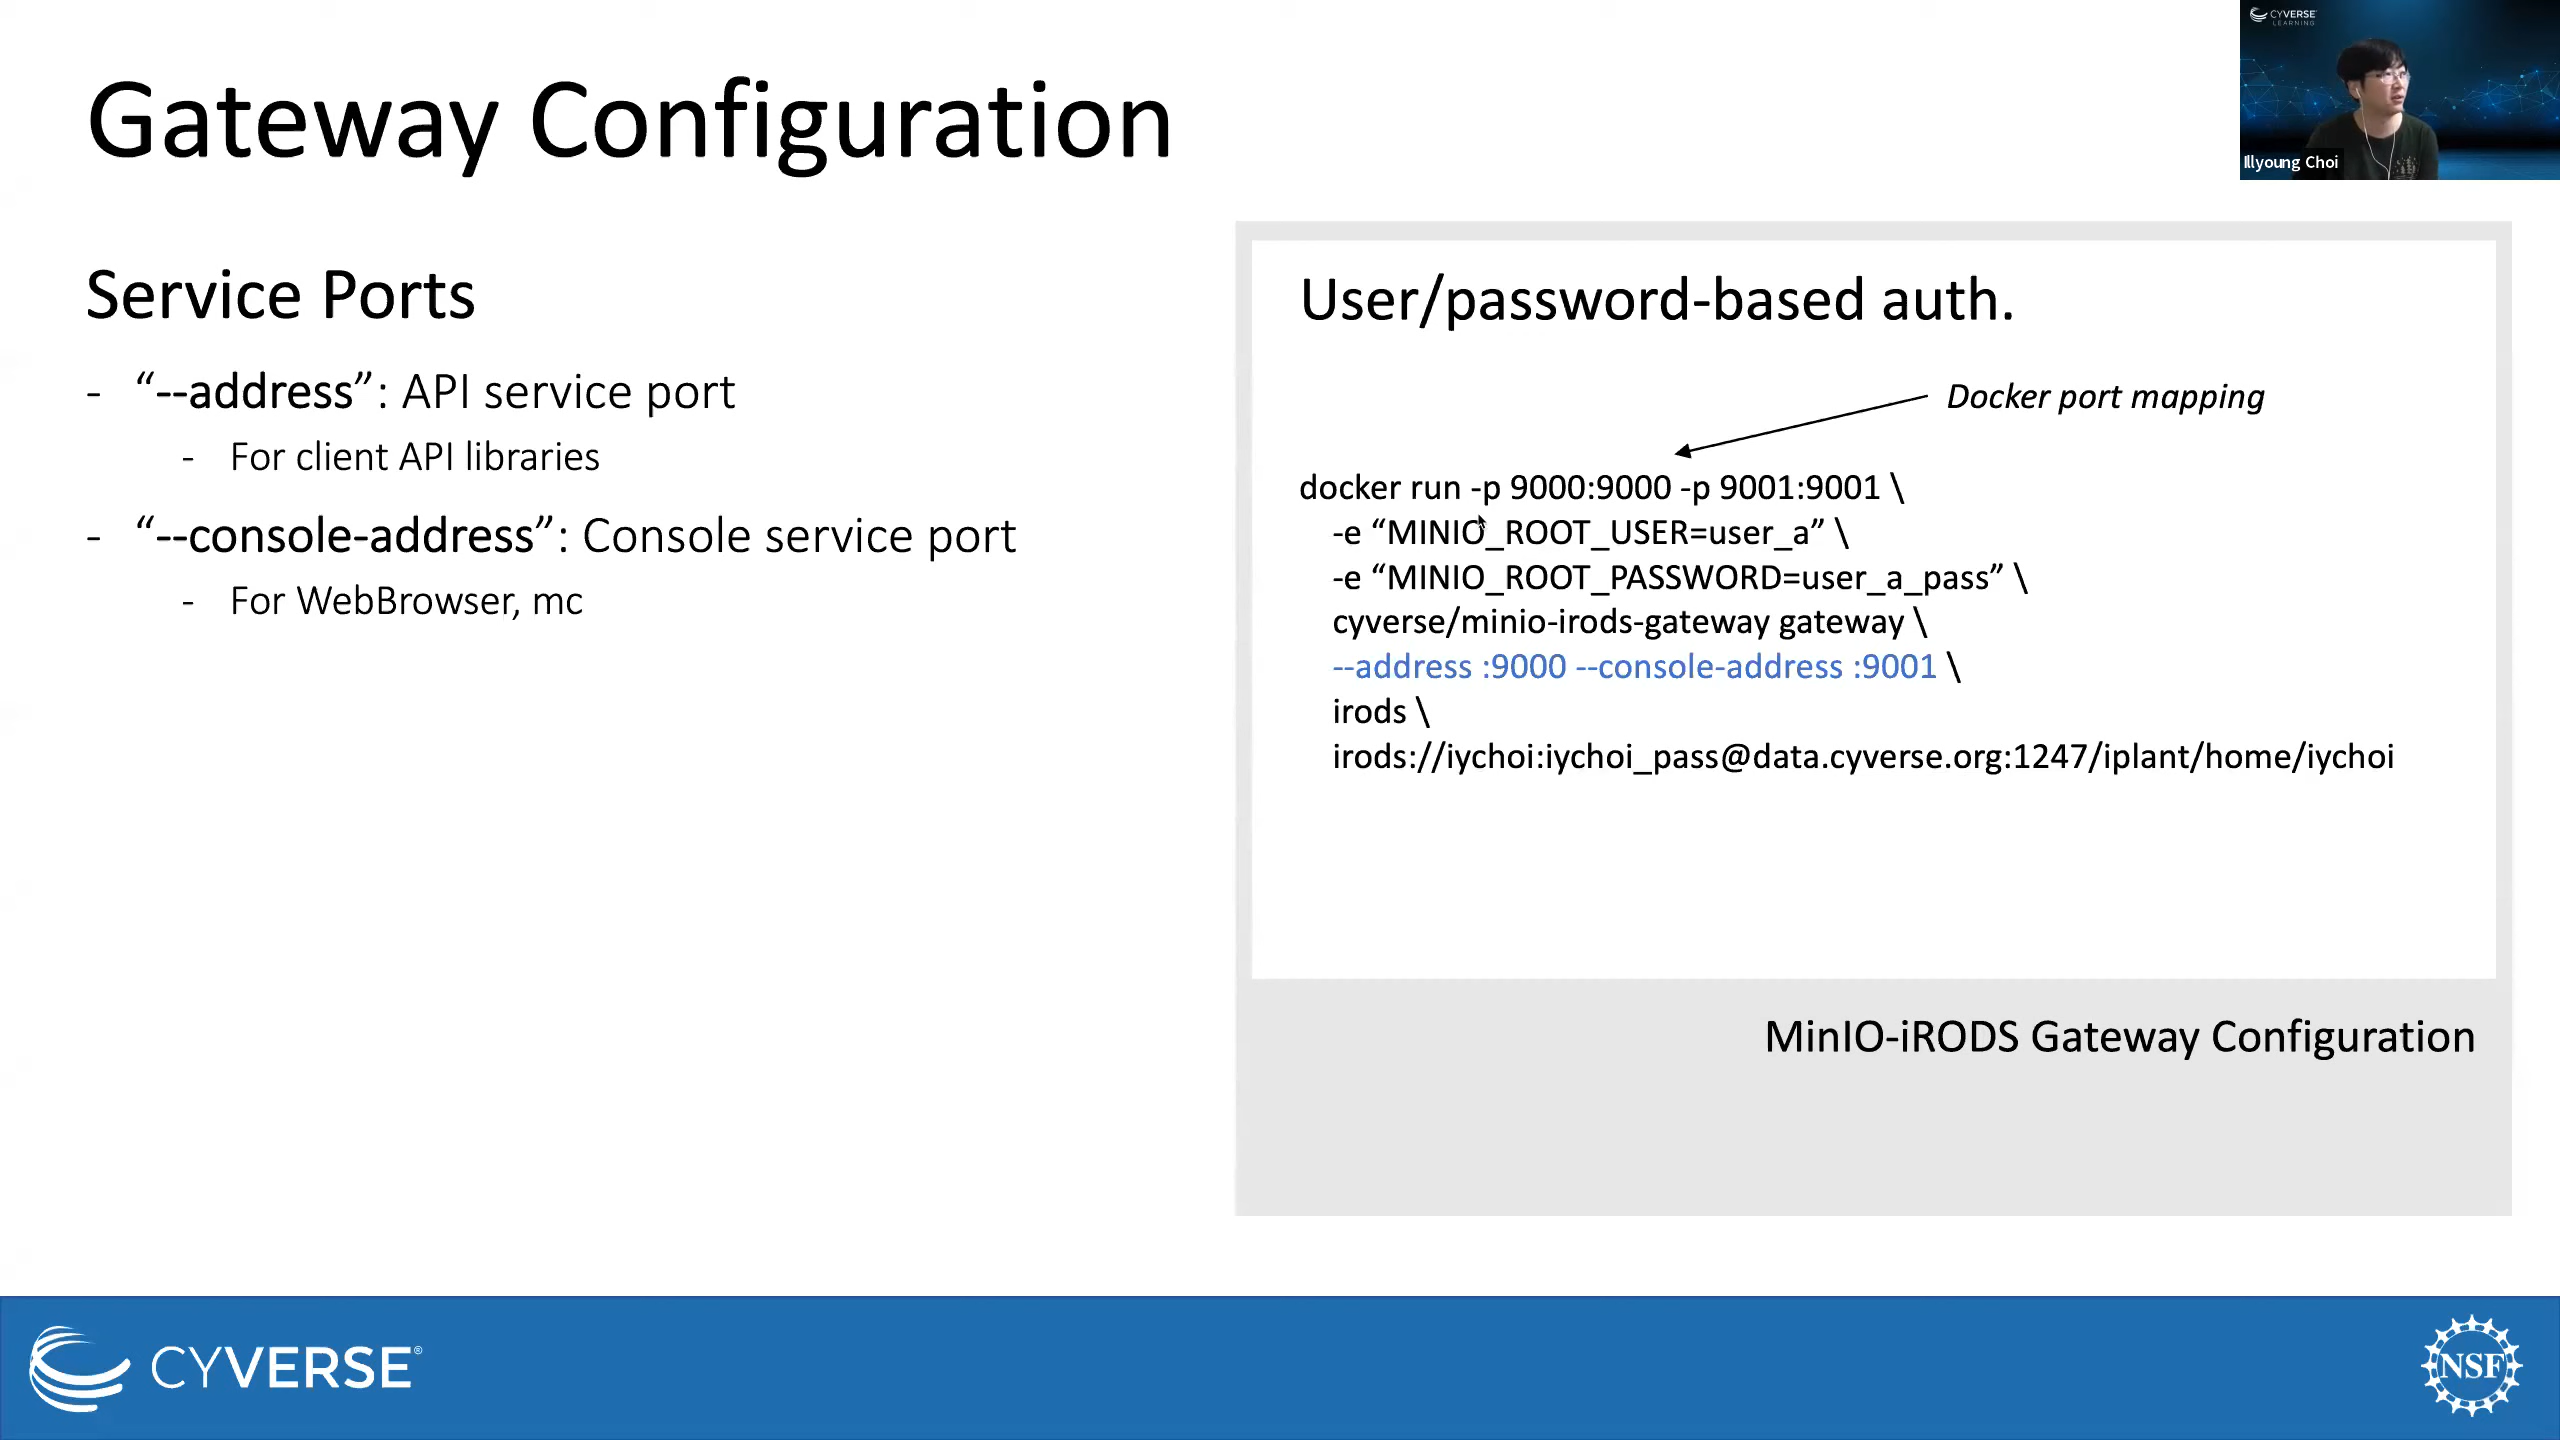 Gateway Configuration
CYVERSE
LEARNING
Illyoung Choi
Service Ports
- “--address”: API service port
- For client API libraries
- “--console-address”: Console service port
- For WebBrowser, mc
User/password-based auth.
Docker port mapping
docker run -p 9000:9000 -p 9001:9001 \
-e “MINIO_ROOT_USER=user_a” \
-e “MINIO_ROOT_PASSWORD=user_a_pass” \
cyverse/minio-irods-gateway gateway \
--address :9000 --console-address :9001 \
irods \
irods://iychoi:iychoi_pass@data.cyverse.org:1247/iplant/home/iychoi
MinIO-iRODS Gateway Configuration
CYVERSE®
NSF